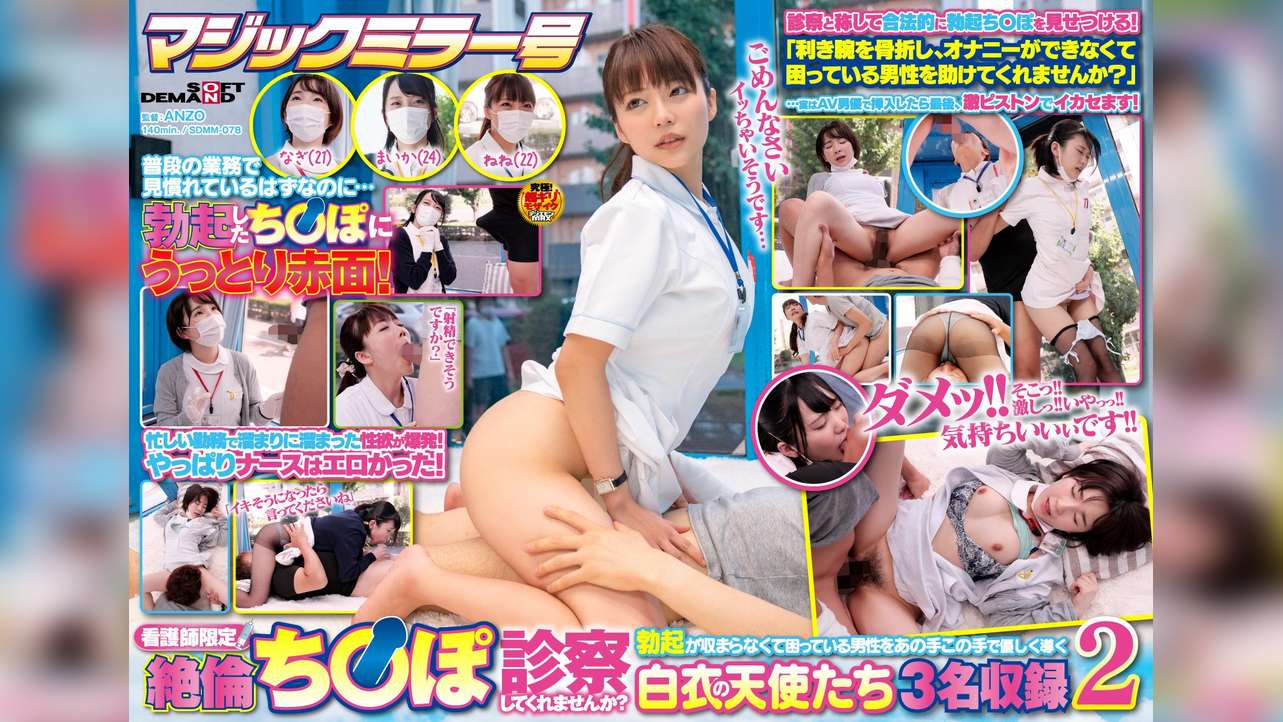 マジックミラー号
SOFT ON DEMAND
監督：ANZO
140min. / SDMM-078
なぎ(21)
まいか(24)
ねね(22)
普段の業務で
見慣れているはずなのに…
勃起したち〇ぽに
うっとり赤面!
「射精できそう
ですか?」
忙しい勤務で溜まりに溜まった性欲が爆発!
やっぱりナースはエロかった!
「イキそうになったら
言ってくださいね」
ごめんなさい
イッちゃいそうです…
診察と称して合法的に勃起ち〇ぽを見せつける!
「利き腕を骨折し、オナニーができなくて
困っている男性を助けてくれませんか?」
…実はAV男優で挿入したら最後、激ピストンでイカセます!
ダメッ!!
そこっ!!
激しっ!!いやっっ!!
気持ちいいぃです!!
看護師限定
絶倫ち〇ぽ診察
してくれませんか?
勃起が収まらなくて困っている男性をあの手この手で優しく導く
白衣の天使たち3名収録
2